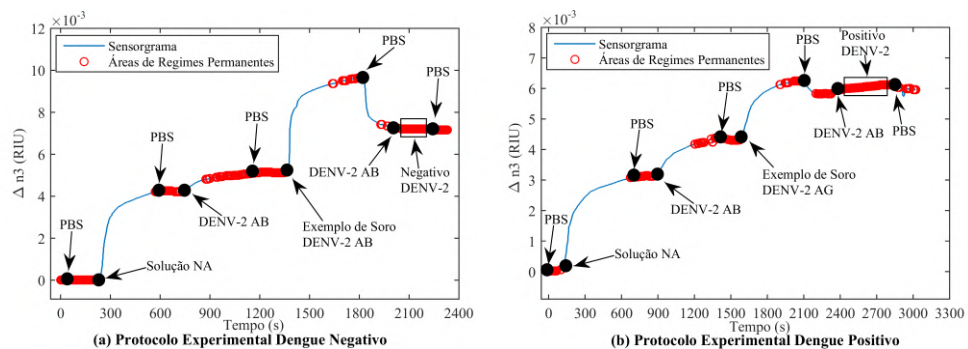 ×10⁻³
Sensorgrama
Áreas de Regimes Permanentes
12
10
8
6
4
2
0
Δ n3 (RIU)
PBS
Solução NA
PBS
DENV-2 AB
PBS
Exemplo de Soro
DENV-2 AB
PBS
DENV-2 AB
Negativo
DENV-2
PBS
0 300 600 900 1200 1500 1800 2100 2400
Tempo (s)
(a) Protocolo Experimental Dengue Negativo
×10⁻³
Sensorgrama
Áreas de Regimes Permanentes
8
7
6
5
4
3
2
1
0
Δ n3 (RIU)
PBS
Solução NA
PBS
DENV-2 AB
PBS
Exemplo de Soro
DENV-2 AG
PBS
Positivo
DENV-2
DENV-2 AB
PBS
0 300 600 900 1200 1500 1800 2100 2400 2700 3000 3300
Tempo (s)
(b) Protocolo Experimental Dengue Positivo